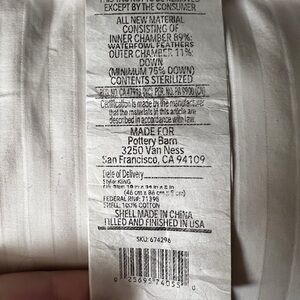 EXCEPT BY THE CONSUMER
ALL NEW MATERIAL
CONSISTING OF
INNER CHAMBER 89%:
WATERFOWL FEATHERS
OUTER CHAMBER 11%:
DOWN
(MINIMUM 75% DOWN)
CONTENTS STERILIZED
Certification is made by the manufacturer
that the materials in this article are
described in accordance with law.
MADE FOR
Pottery Barn
3250 Van Ness
San Francisco, CA 94109
Date of Delivery
Style: KING
FEDERAL RN#: 71398
SHELL: 100% COTTON
SHELL MADE IN CHINA
FILLED AND FINISHED IN USA
SKU: 674296